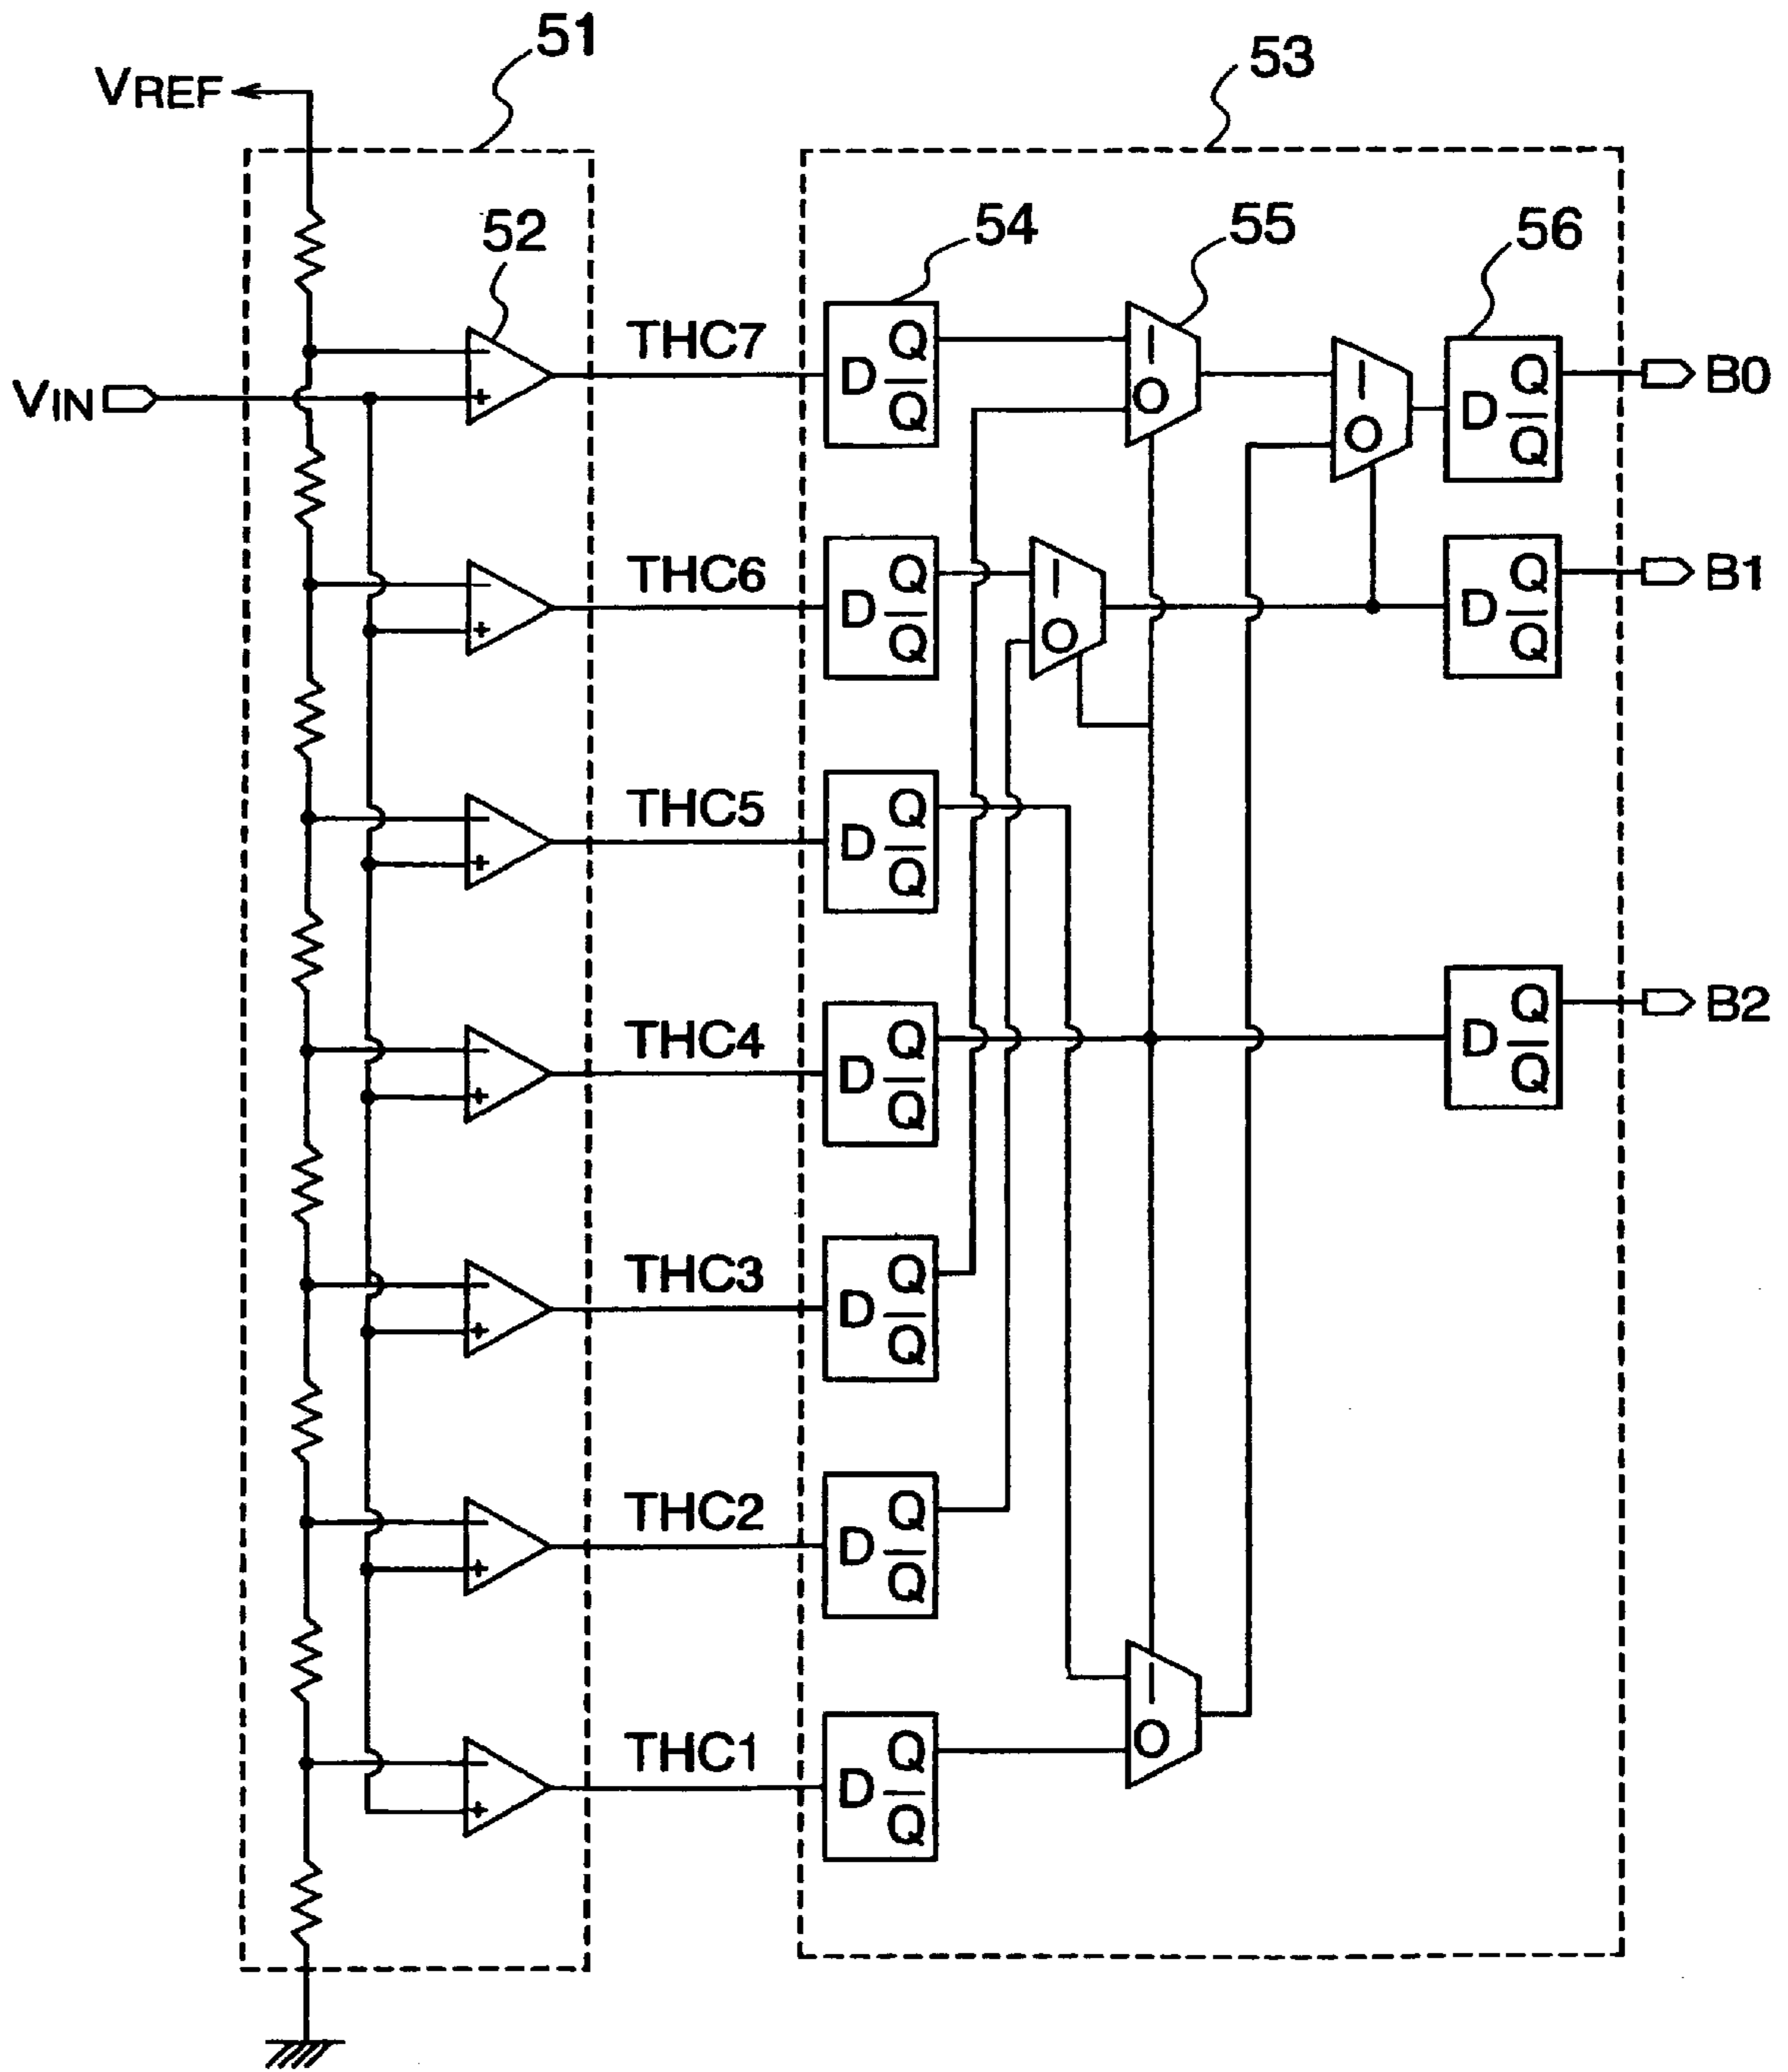 51
53
VREF
52
54
55
56
THC7
D Q Q
I O
I O
D Q Q
B0
VIN
- +
THC6
D Q Q
I O
D Q Q
B1
- +
THC5
D Q Q
- +
THC4
D Q Q
D Q Q
B2
- +
THC3
D Q Q
- +
THC2
D Q Q
- +
THC1
D Q Q
I O
- +